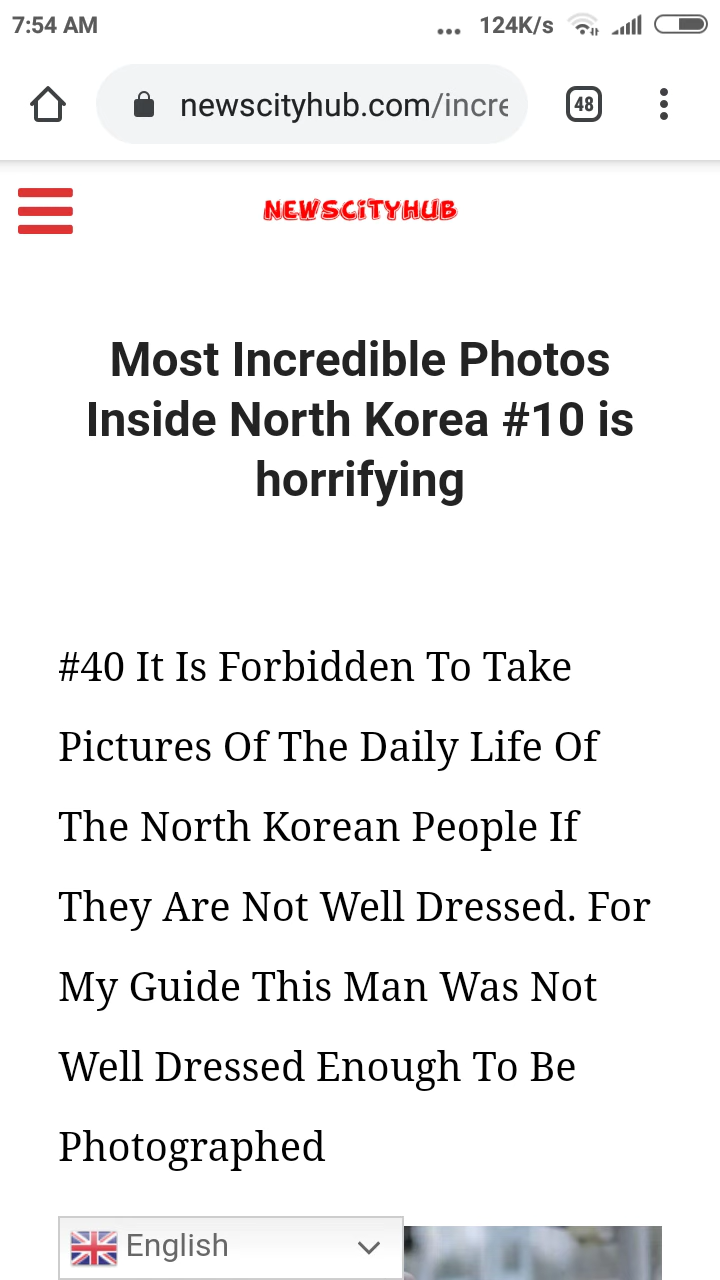 7:54 AM
... 124K/s
newscityhub.com/incre
48
NEWSCITYHUB
Most Incredible Photos
Inside North Korea #10 is
horrifying
#40 It Is Forbidden To Take
Pictures Of The Daily Life Of
The North Korean People If
They Are Not Well Dressed. For
My Guide This Man Was Not
Well Dressed Enough To Be
Photographed
English